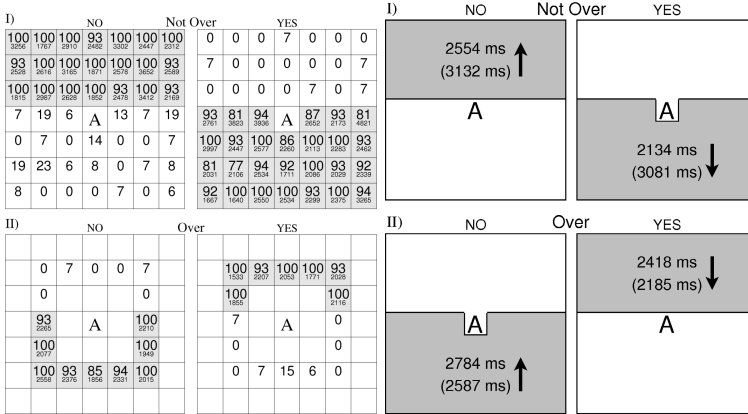 I) NO Not Over YES
100 100 100 93 100 100 100
3256 1767 2910 2482 3302 2447 2312
93 100 100 100 100 100 93
2528 2616 3165 1871 2578 3652 2589
100 100 100 100 93 100 93
1815 2987 2628 1852 2478 3412 2169
7 19 6 A 13 7 19
0 7 0 14 0 0 7
19 23 6 8 0 7 8
8 0 0 0 7 0 6
0 0 0 7 0 0 0
7 0 0 0 0 0 7
0 0 0 0 7 0 7
93 81 94 A 87 93 81
2761 3823 3936 2652 2173 4821
100 93 100 86 100 100 93
2997 2447 2577 2260 2113 2283 2462
81 77 94 92 100 93 92
2031 2106 2534 1711 2086 2029 2339
92 100 100 100 93 100 94
1667 1640 2550 2534 2299 2375 3265
II) NO Over YES
0 7 0 0 7
0 0
93 A 100
2265 2210
100 100
2077 1949
100 93 85 94 100
2558 2376 1856 2331 2015
100 93 100 100 93
1533 2207 2053 1771 2028
100 100
1855 2116
7 A 0
0 0
0 7 15 6 0
I) NO Not Over YES
2554 ms
(3132 ms)
A
A
2134 ms
(3081 ms)
II) NO Over YES
A
2784 ms
(2587 ms)
2418 ms
(2185 ms)
A